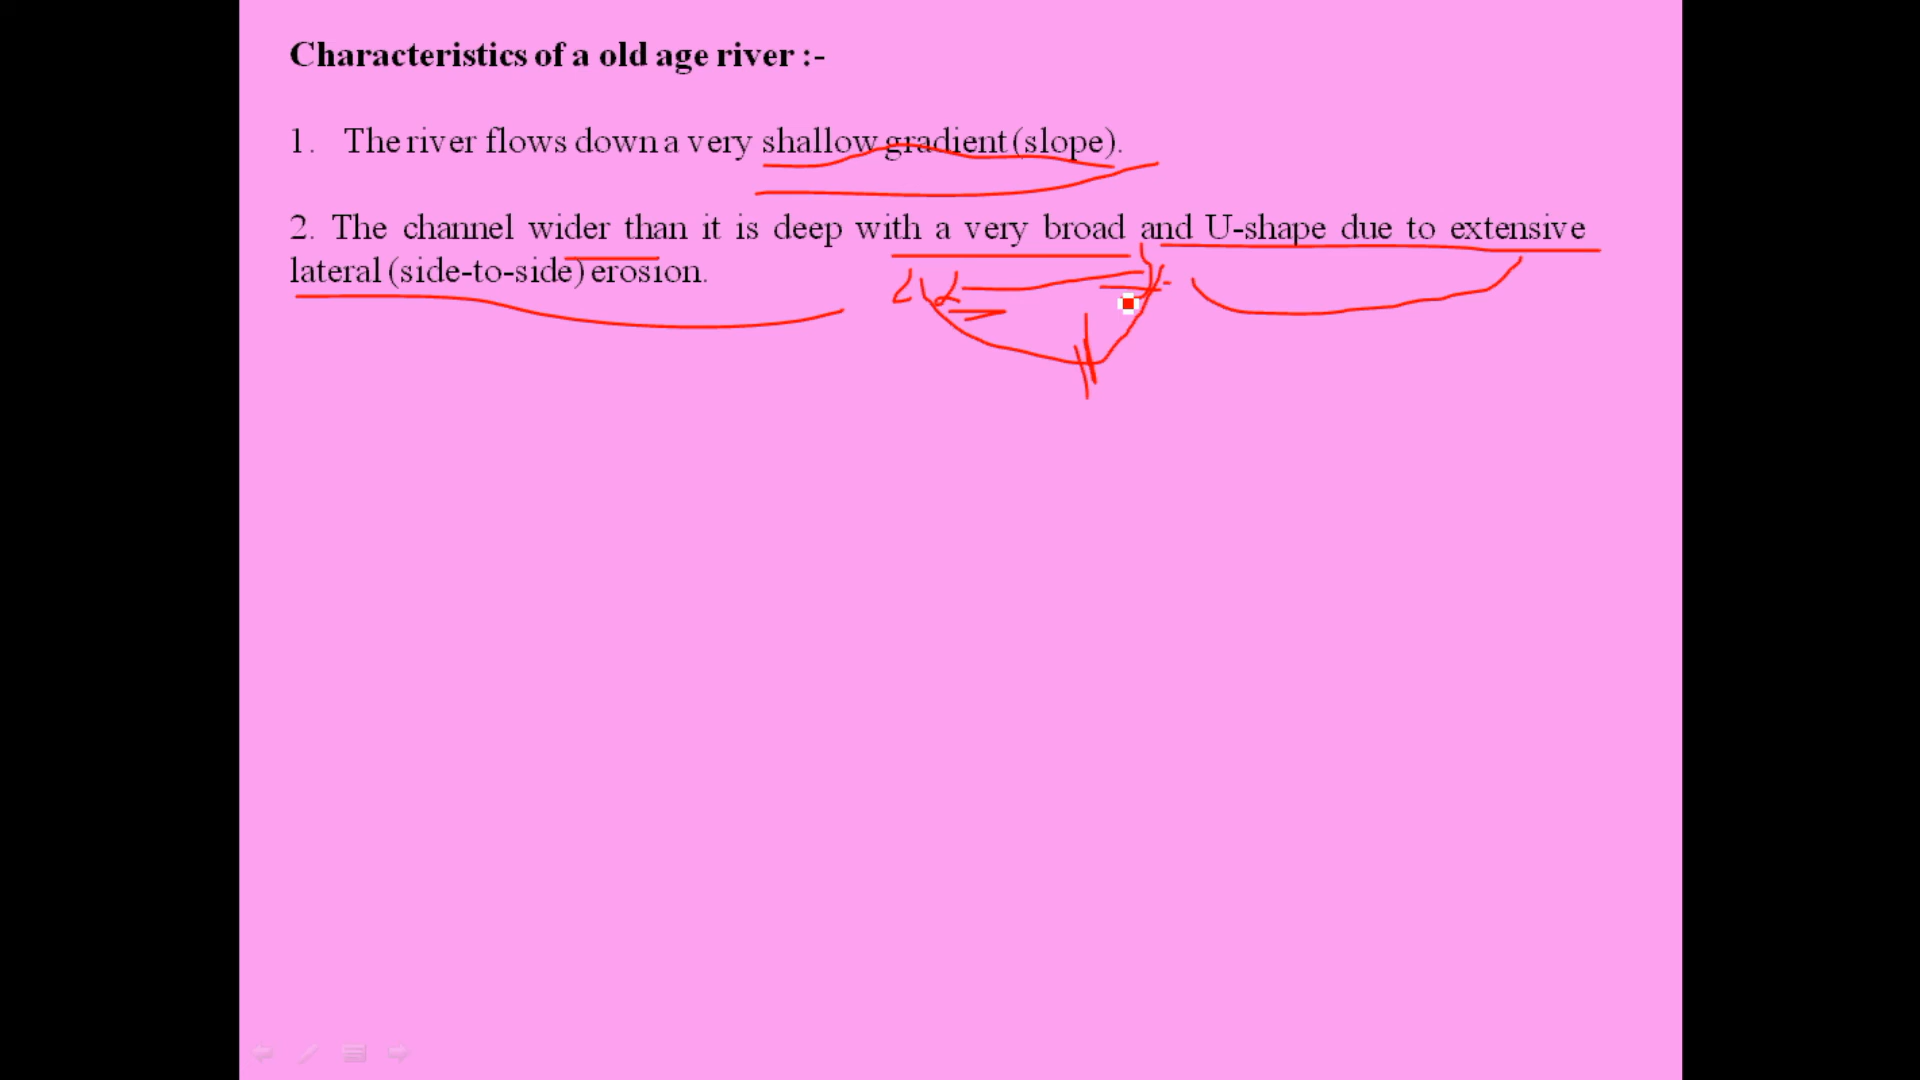 Characteristics of a old age river :-
1. The river flows down a very shallow gradient (slope).
2. The channel wider than it is deep with a very broad and U-shape due to extensive
lateral (side-to-side) erosion.